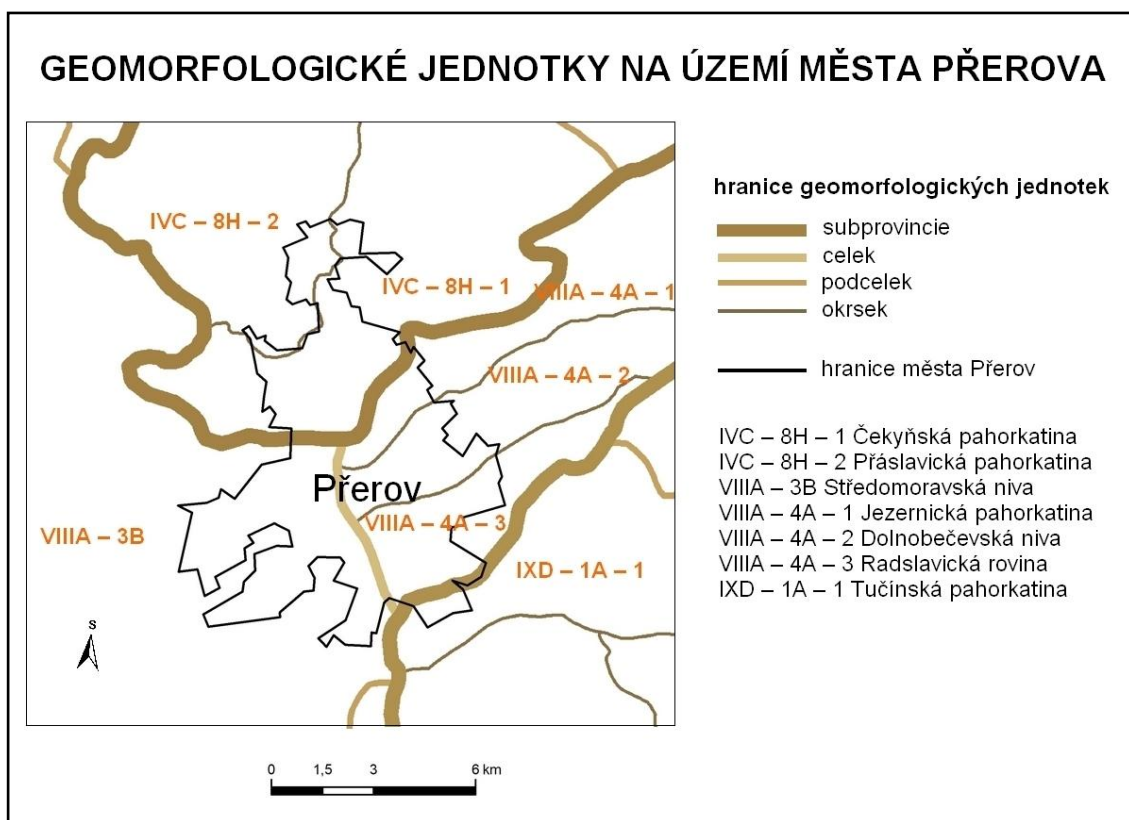 GEOMORFOLOGICKÉ JEDNOTKY NA ÚZEMÍ MĚSTA PŘEROVA
IVC – 8H – 2
IVC – 8H – 1
VIIIA – 4A – 1
VIIIA – 4A – 2
Přerov
VIIIA – 4A – 3
VIIIA – 3B
IXD – 1A – 1
S
0 1,5 3 6 km
hranice geomorfologických jednotek
subprovincie
celek
podcelek
okrsek
hranice města Přerov
IVC – 8H – 1 Čekyňská pahorkatina
IVC – 8H – 2 Přáslavická pahorkatina
VIIIA – 3B Středomoravská niva
VIIIA – 4A – 1 Jezernická pahorkatina
VIIIA – 4A – 2 Dolnobečevská niva
VIIIA – 4A – 3 Radslavická rovina
IXD – 1A – 1 Tučínská pahorkatina